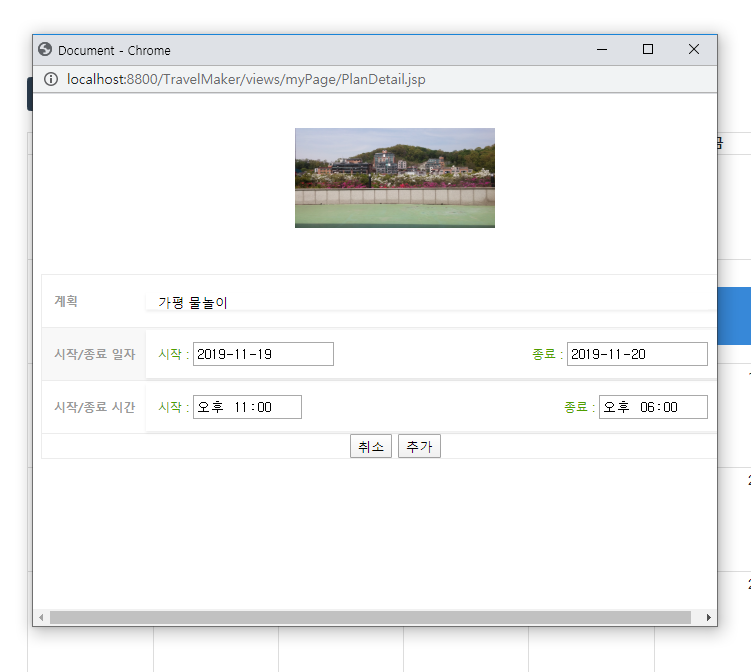 Document - Chrome
localhost:8800/TravelMaker/views/myPage/PlanDetail.jsp
계획 가평 물놀이
시작/종료 일자 시작 : 2019-11-19 종료 : 2019-11-20
시작/종료 시간 시작 : 오후 11:00 종료 : 오후 06:00
취소 추가